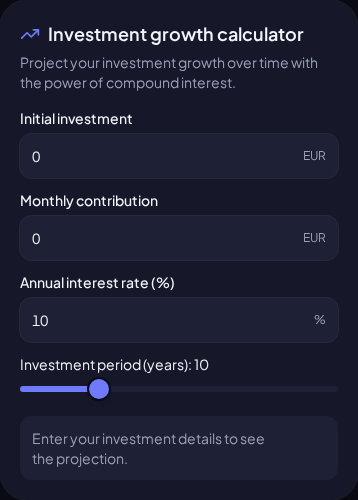 Investment growth calculator
Project your investment growth over time with
the power of compound interest.
Initial investment
0 EUR
Monthly contribution
0 EUR
Annual interest rate (%)
10 %
Investment period (years): 10
Enter your investment details to see
the projection.